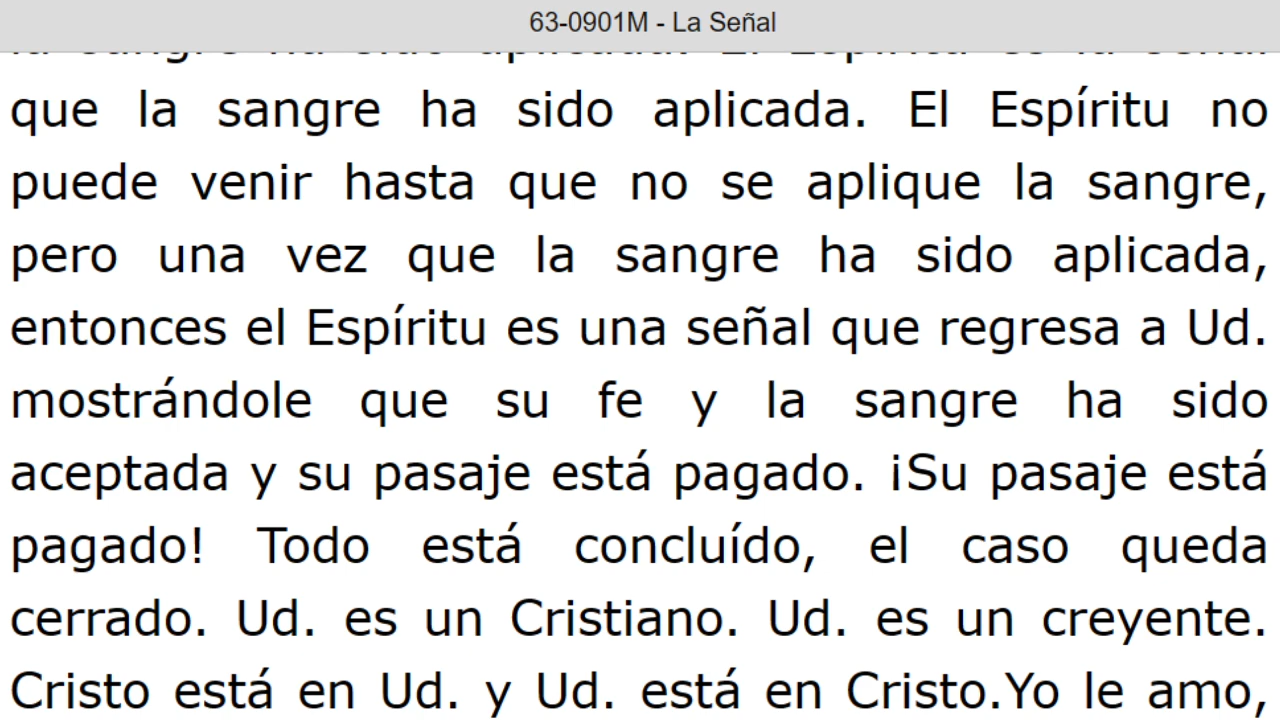 63-0901M - La Señal
que la sangre ha sido aplicada. El Espíritu no
puede venir hasta que no se aplique la sangre,
pero una vez que la sangre ha sido aplicada,
entonces el Espíritu es una señal que regresa a Ud.
mostrándole que su fe y la sangre ha sido
aceptada y su pasaje está pagado. ¡Su pasaje está
pagado! Todo está concluído, el caso queda
cerrado. Ud. es un Cristiano. Ud. es un creyente.
Cristo está en Ud. y Ud. está en Cristo.Yo le amo,